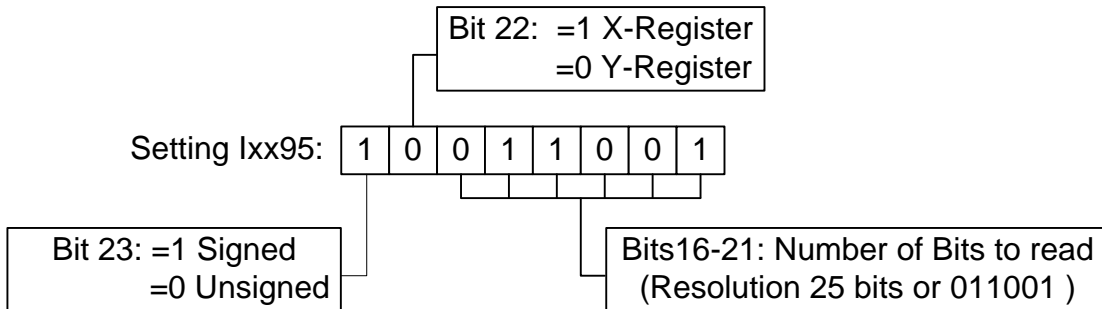 Bit 22: =1 X-Register
=0 Y-Register
Setting Ixx95: 1 0 0 1 1 0 0 1
Bit 23: =1 Signed
=0 Unsigned
Bits16-21: Number of Bits to read
(Resolution 25 bits or 011001 )